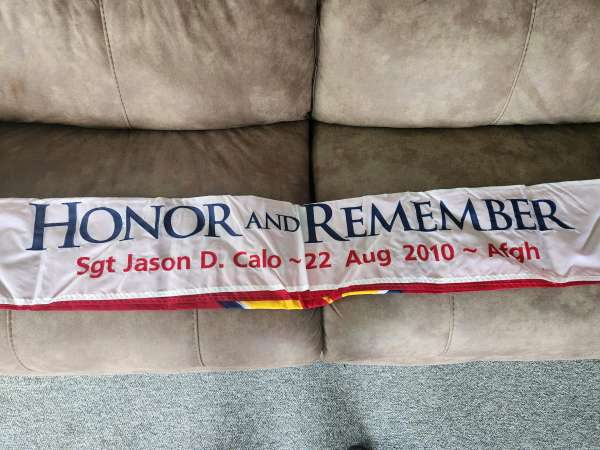 HONOR AND REMEMBER
Sgt Jason D. Calo ~ 22 Aug 2010 ~ Afgh